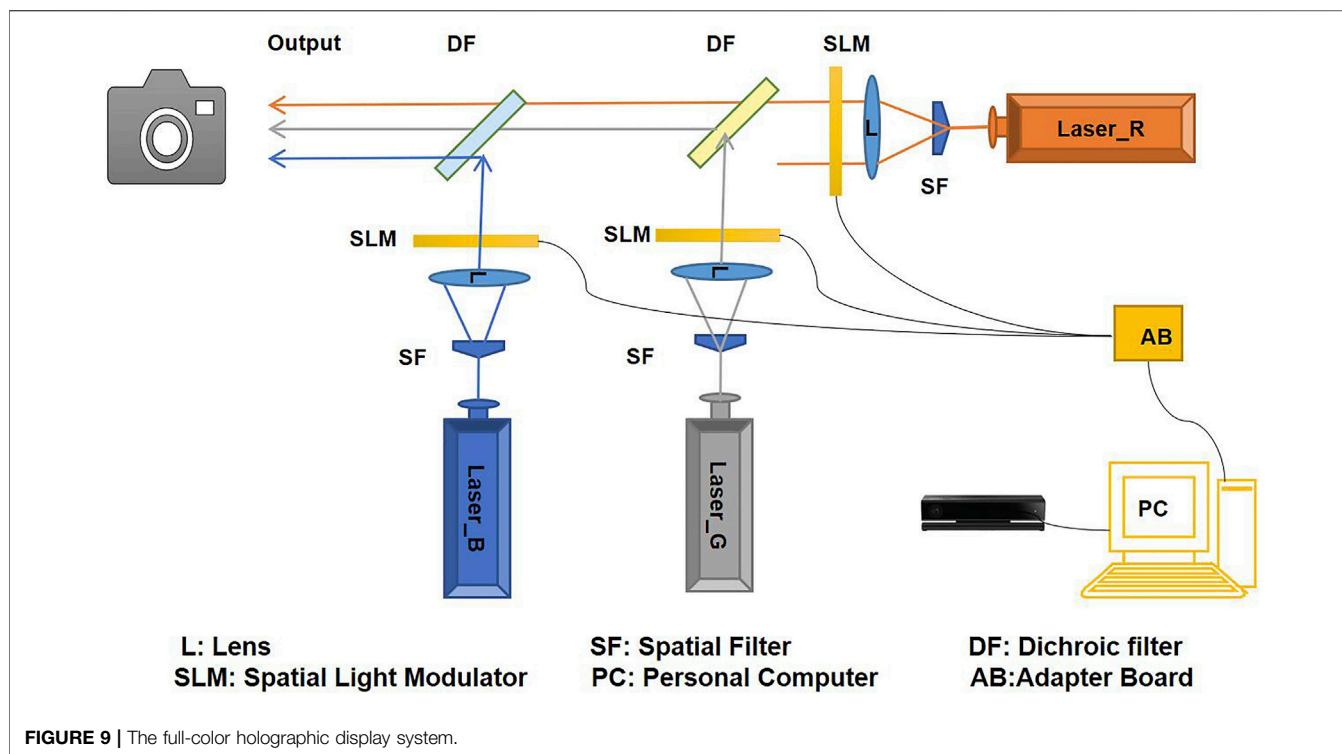 Output DF DF SLM
L Laser_R
SF
SLM SLM
L L
AB
SF SF
Laser_B Laser_G PC
L: Lens SF: Spatial Filter DF: Dichroic filter
SLM: Spatial Light Modulator PC: Personal Computer AB:Adapter Board
FIGURE 9 | The full-color holographic display system.